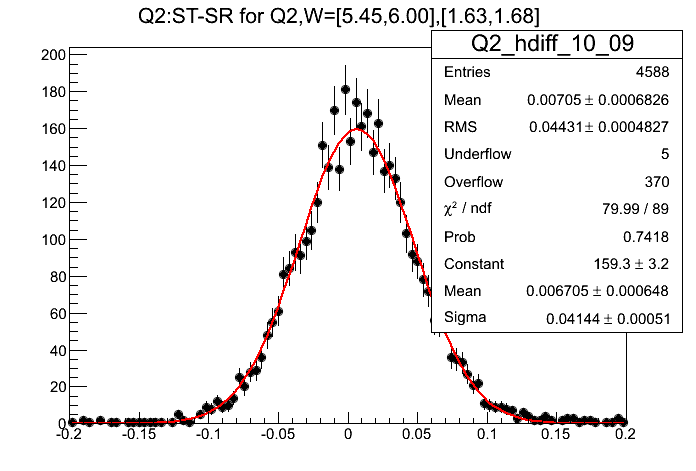 Q2:ST-SR for Q2,W=[5.45,6.00],[1.63,1.68]
Q2_hdiff_10_09
Entries 4588
Mean 0.00705 ± 0.0006826
RMS 0.04431 ± 0.0004827
Underflow 5
Overflow 370
χ² / ndf 79.99 / 89
Prob 0.7418
Constant 159.3 ± 3.2
Mean 0.006705 ± 0.000648
Sigma 0.04144 ± 0.00051
200
180
160
140
120
100
80
60
40
20
0
-0.2 -0.15 -0.1 -0.05 0 0.05 0.1 0.15 0.2